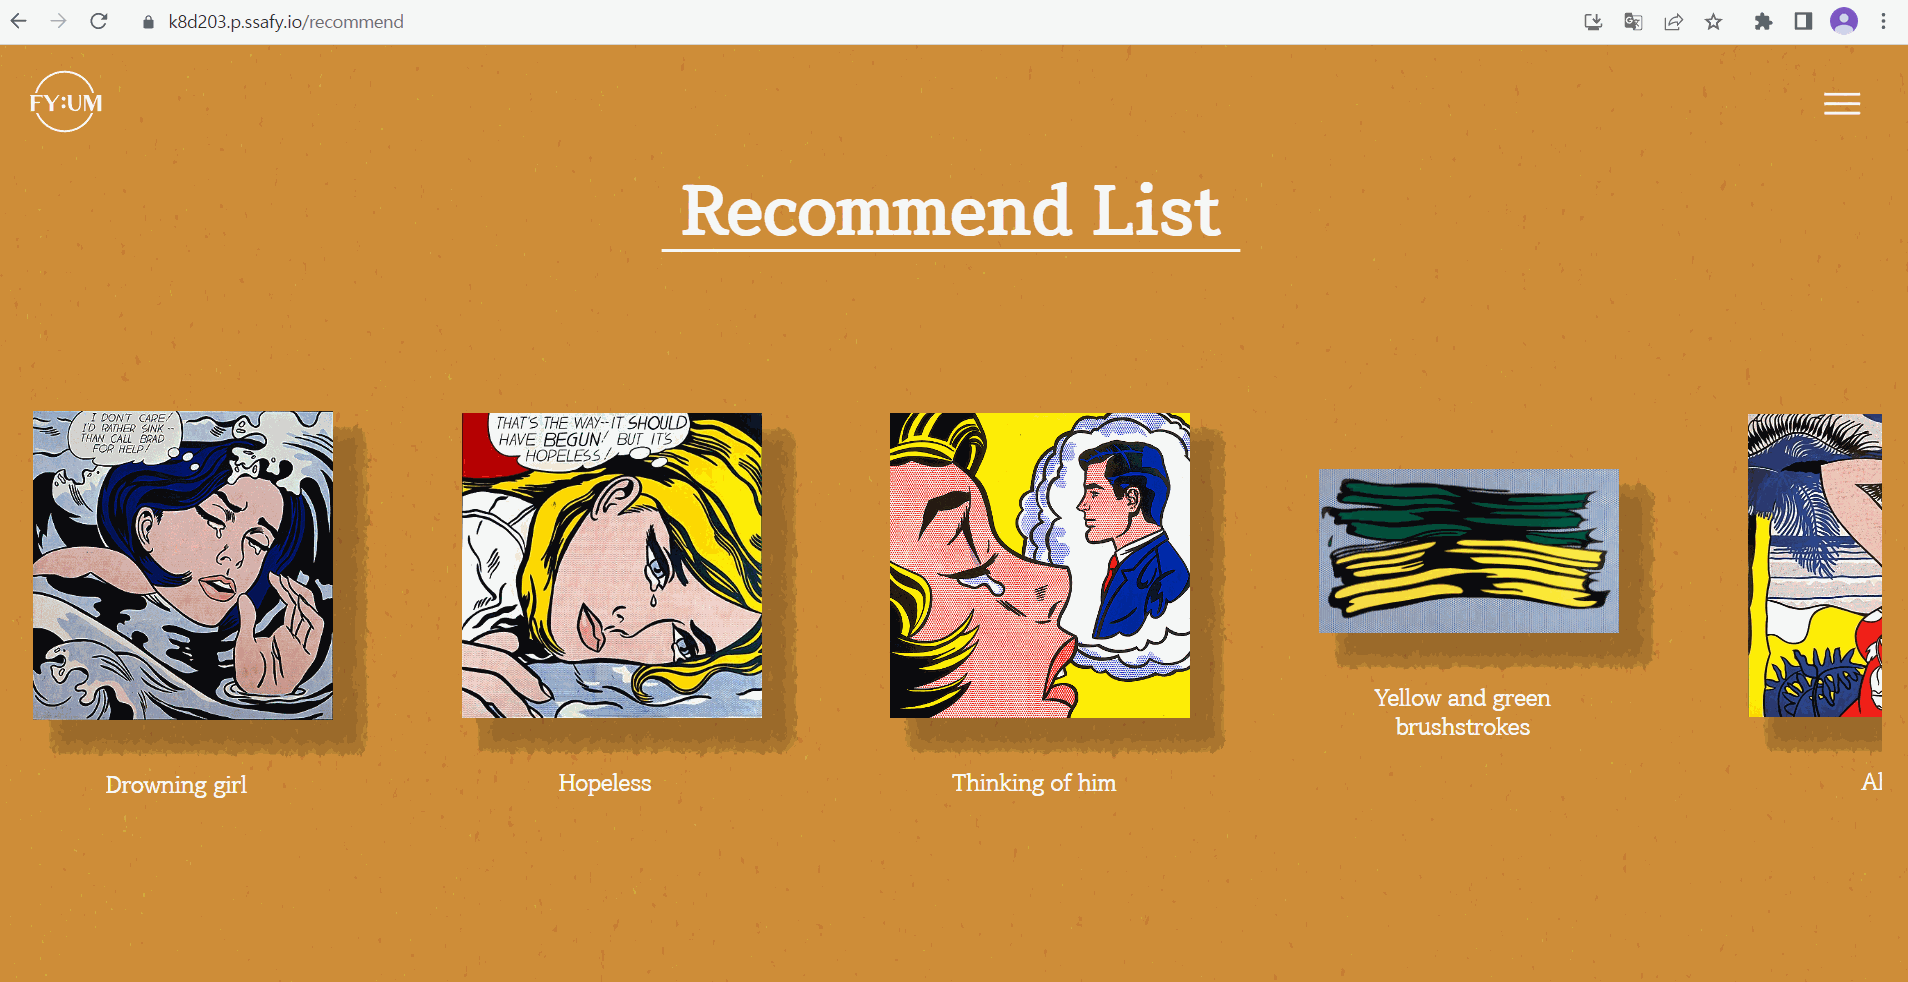 k8d203.p.ssafy.io/recommend
FY:UM
Recommend List
I DON'T CARE!
I'D RATHER SINK --
THAN CALL BRAD
FOR HELP!
THAT'S THE WAY--IT SHOULD
HAVE BEGUN! BUT IT'S
HOPELESS!
Drowning girl
Hopeless
Thinking of him
Yellow and green
brushstrokes